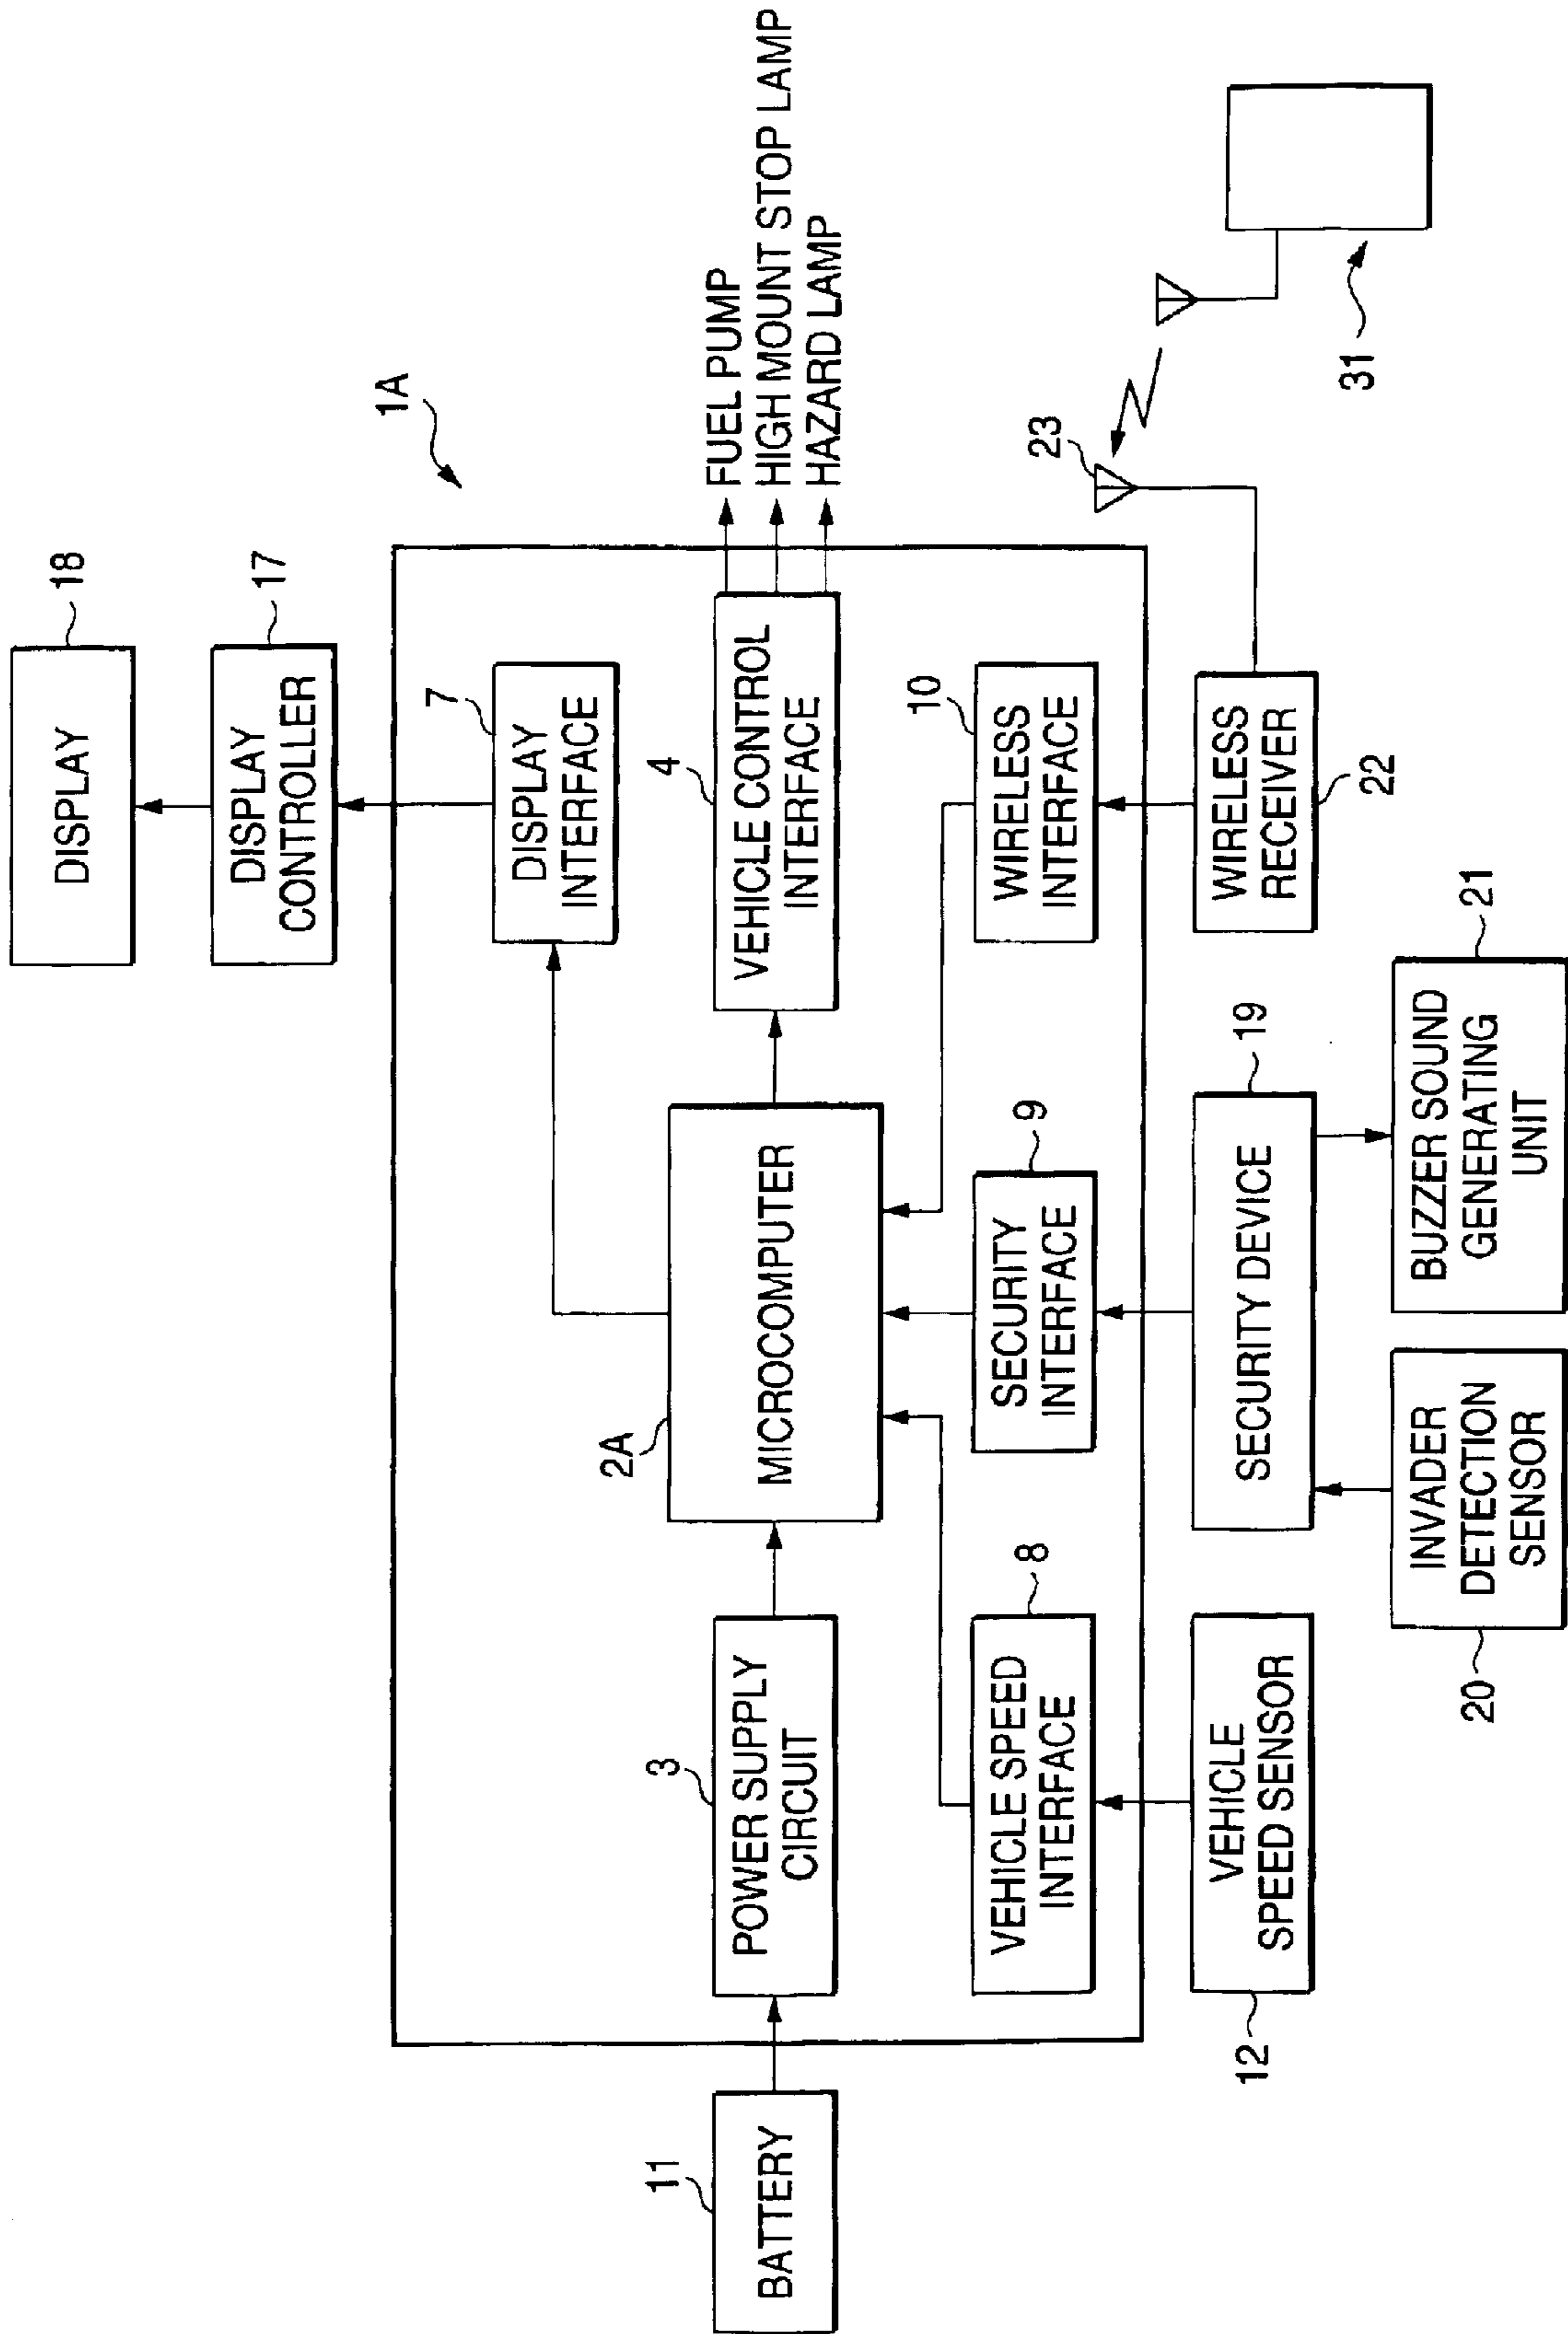 18
DISPLAY
17
DISPLAY
CONTROLLER
1A
7
DISPLAY
INTERFACE
11
BATTERY
3
POWER SUPPLY
CIRCUIT
2A
MICROCOMPUTER
4
VEHICLE CONTROL
INTERFACE
FUEL PUMP
HIGH MOUNT STOP LAMP
HAZARD LAMP
8
VEHICLE SPEED
INTERFACE
9
SECURITY
INTERFACE
10
WIRELESS
INTERFACE
23
12
VEHICLE
SPEED SENSOR
19
SECURITY DEVICE
WIRELESS
RECEIVER
22
31
20
INVADER
DETECTION
SENSOR
21
BUZZER SOUND
GENERATING
UNIT